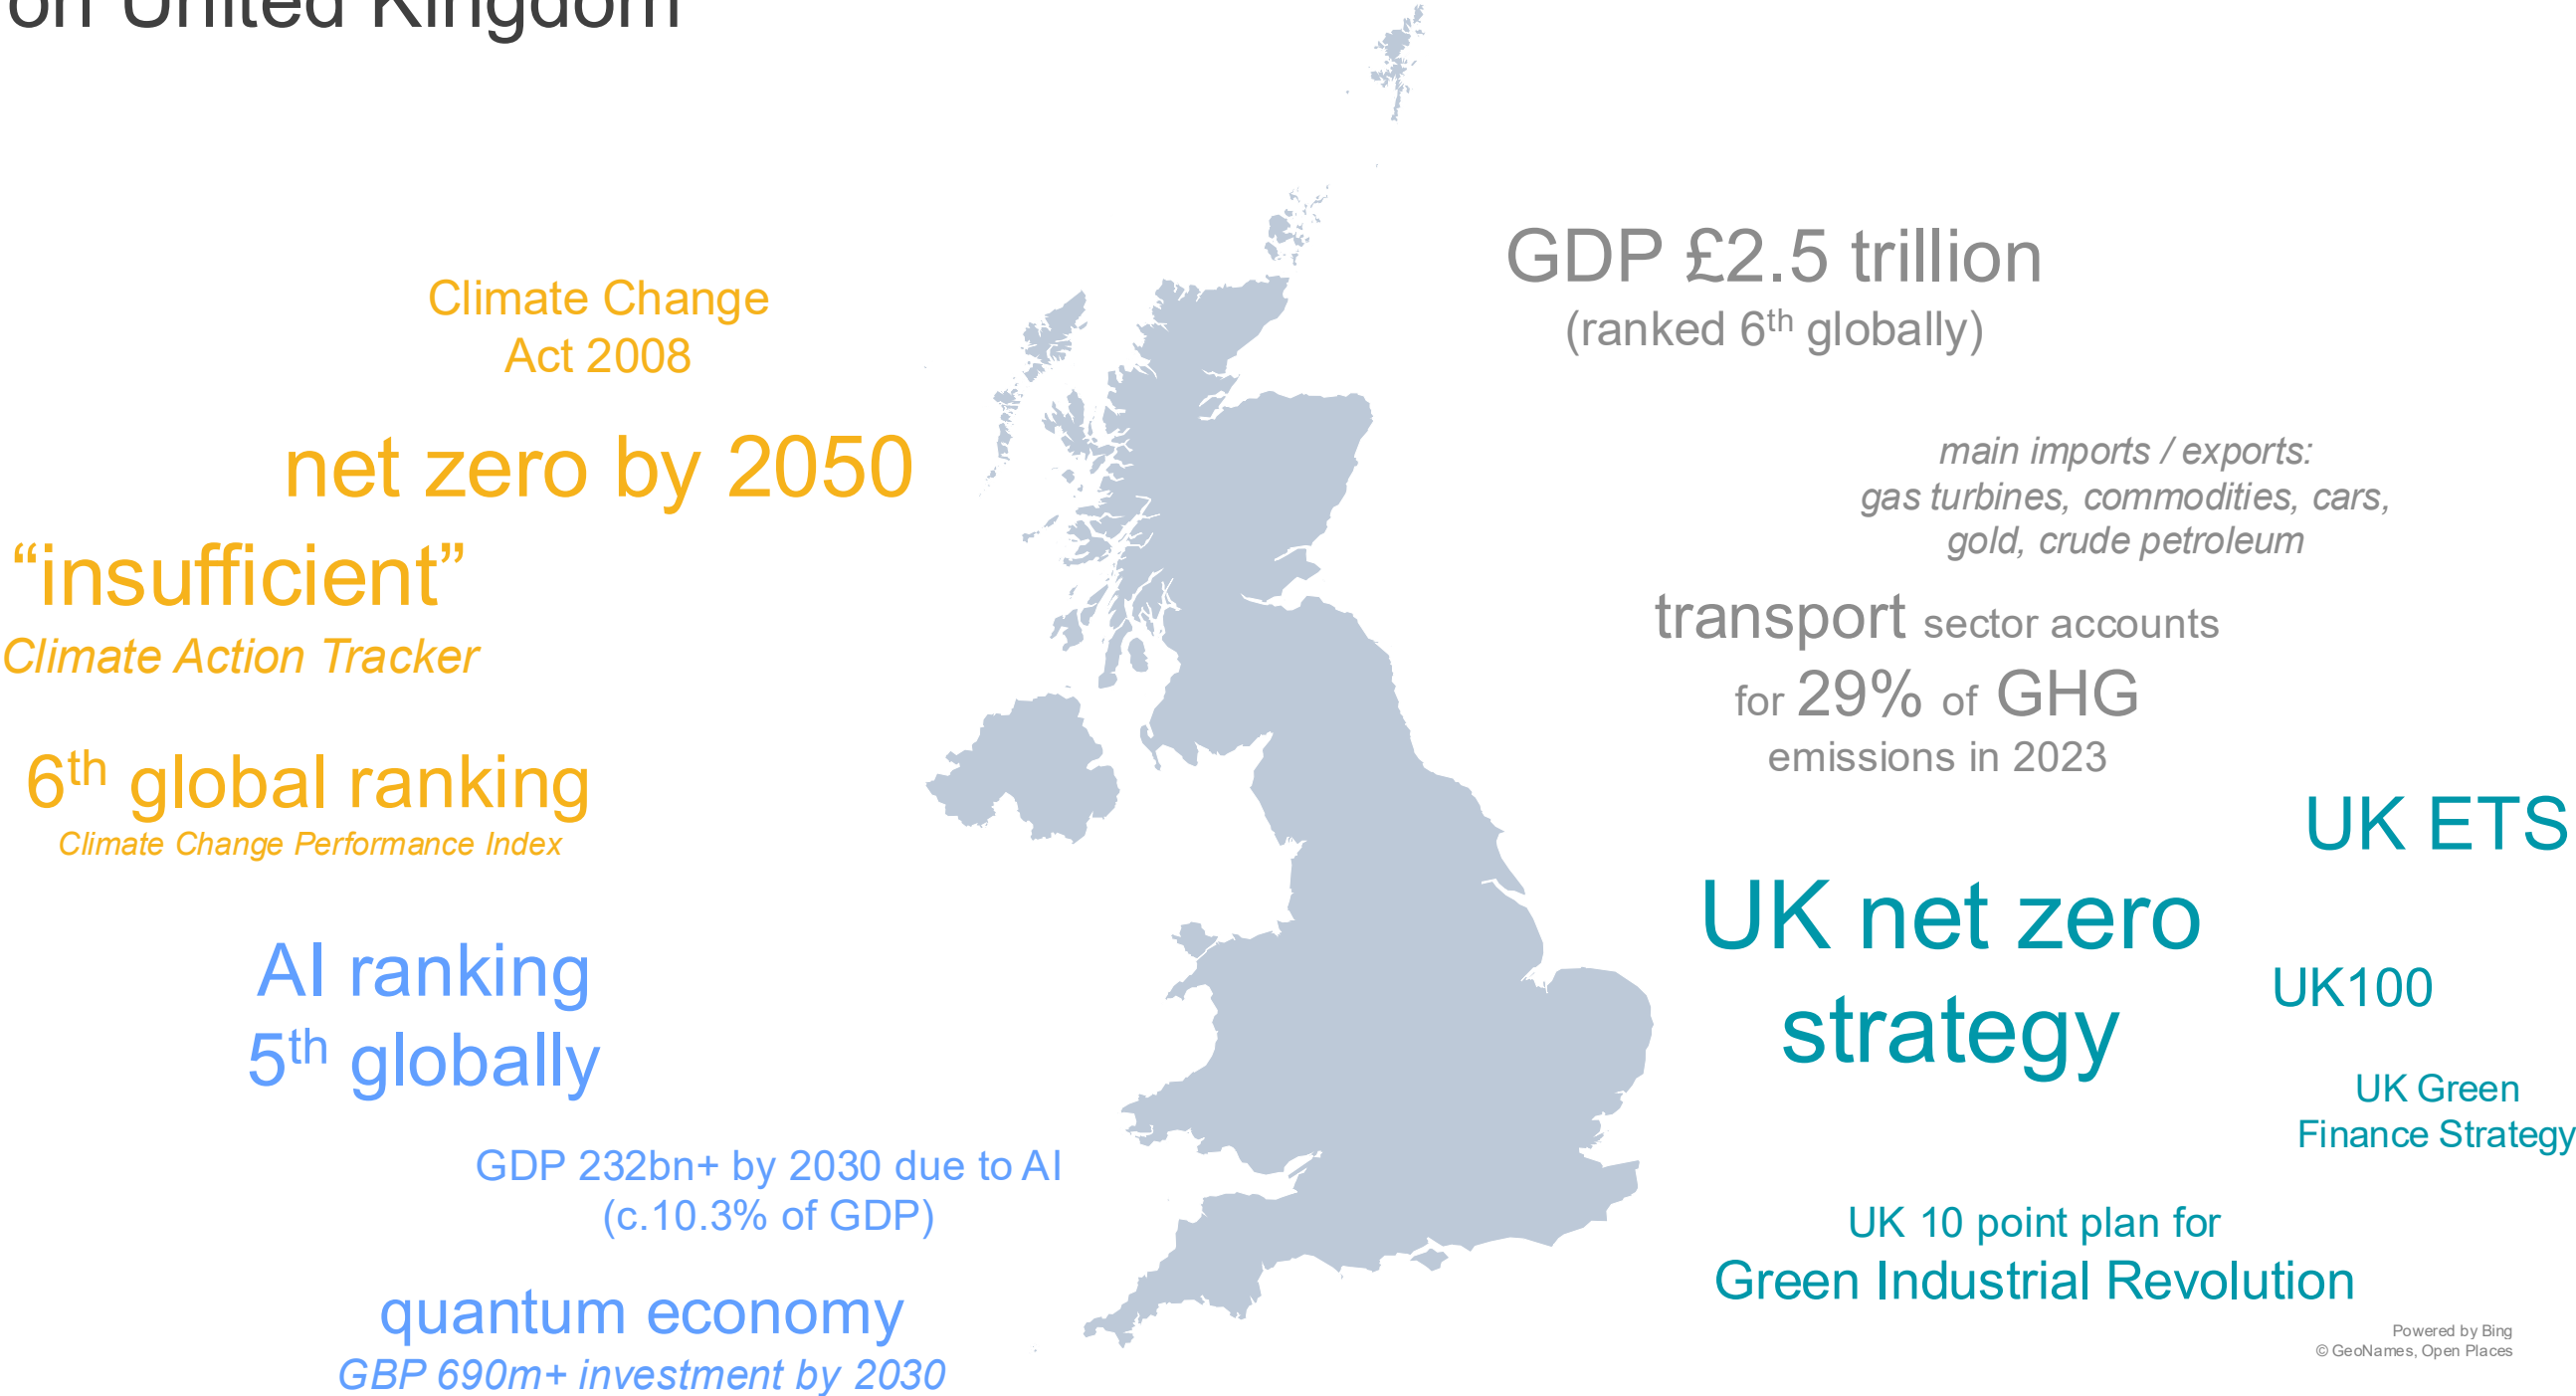 on United Kingdom
Climate Change
Act 2008
net zero by 2050
“insufficient”
Climate Action Tracker
6th global ranking
Climate Change Performance Index
AI ranking
5th globally
GDP 232bn+ by 2030 due to AI
(c.10.3% of GDP)
quantum economy
GBP 690m+ investment by 2030
GDP £2.5 trillion
(ranked 6th globally)
main imports / exports:
gas turbines, commodities, cars,
gold, crude petroleum
transport sector accounts
for 29% of GHG
emissions in 2023
UK ETS
UK net zero
strategy
UK100
UK Green
Finance Strategy
UK 10 point plan for
Green Industrial Revolution
Powered by Bing
© GeoNames, Open Places